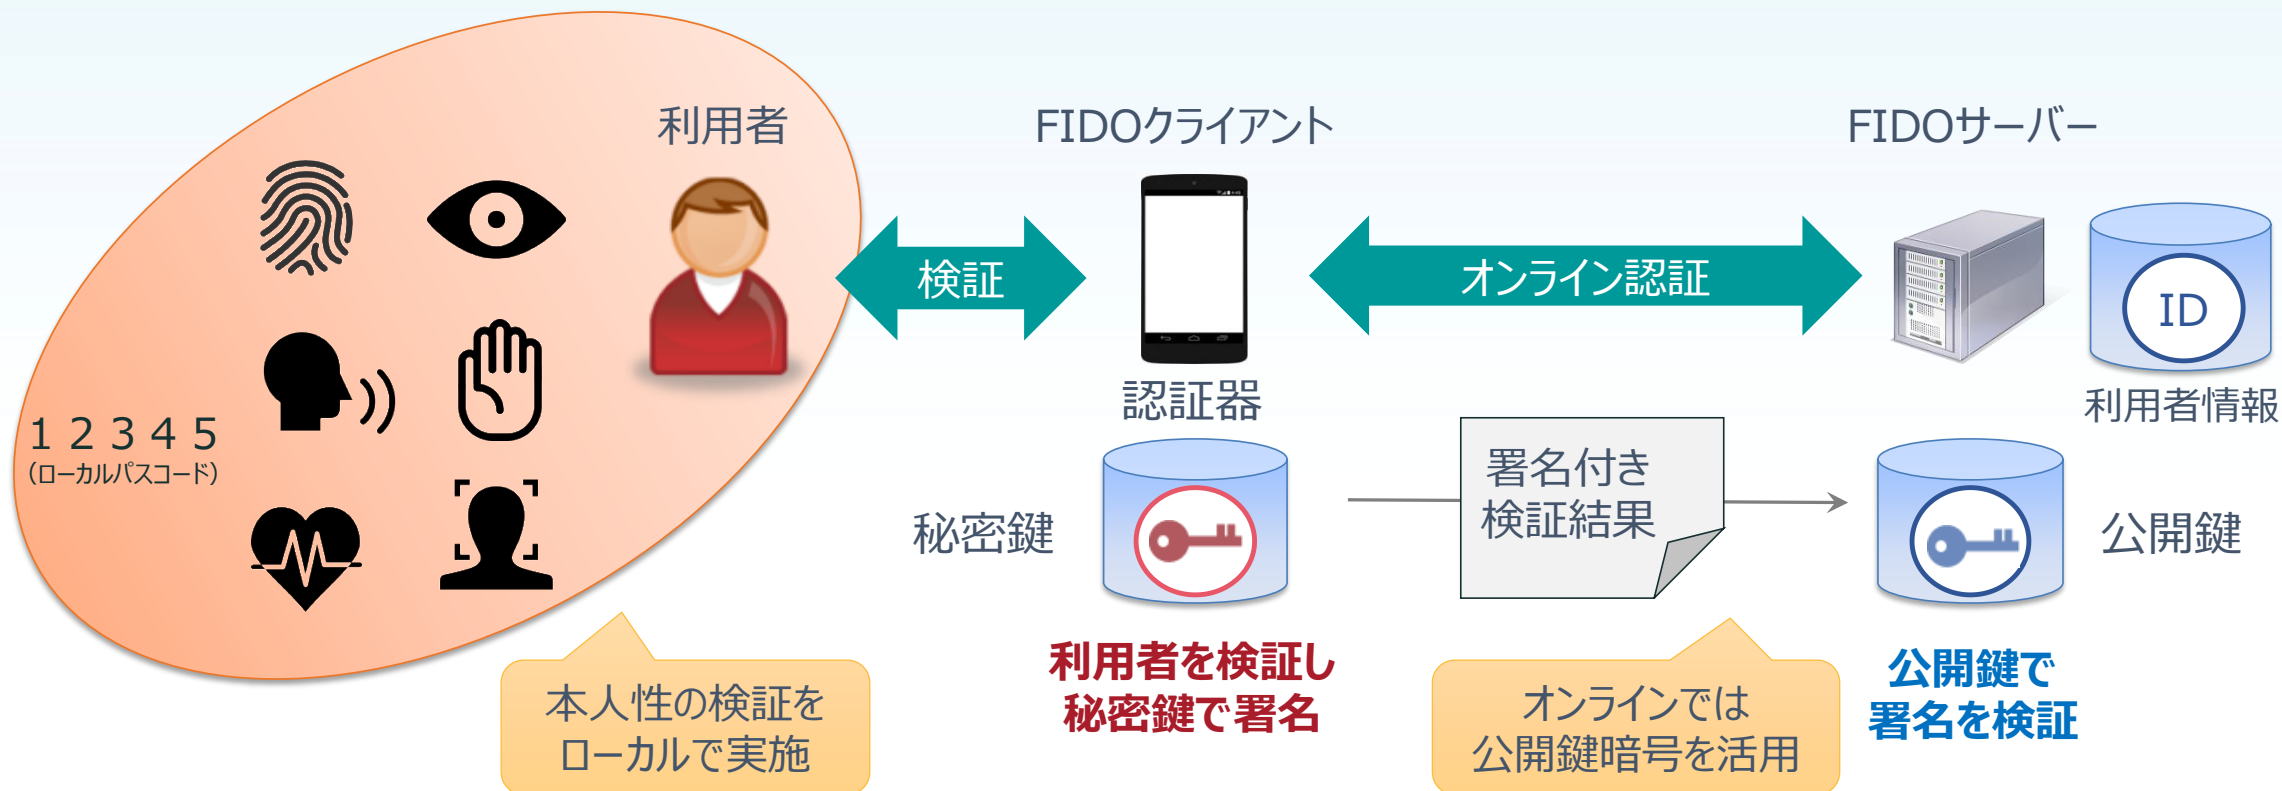 利用者
FIDOクライアント
FIDOサーバー
検証
オンライン認証
ID
認証器
利用者情報
1 2 3 4 5
（ローカルパスコード）
署名付き
検証結果
秘密鍵
公開鍵
利用者を検証し
秘密鍵で署名
公開鍵で
署名を検証
本人性の検証を
ローカルで実施
オンラインでは
公開鍵暗号を活用